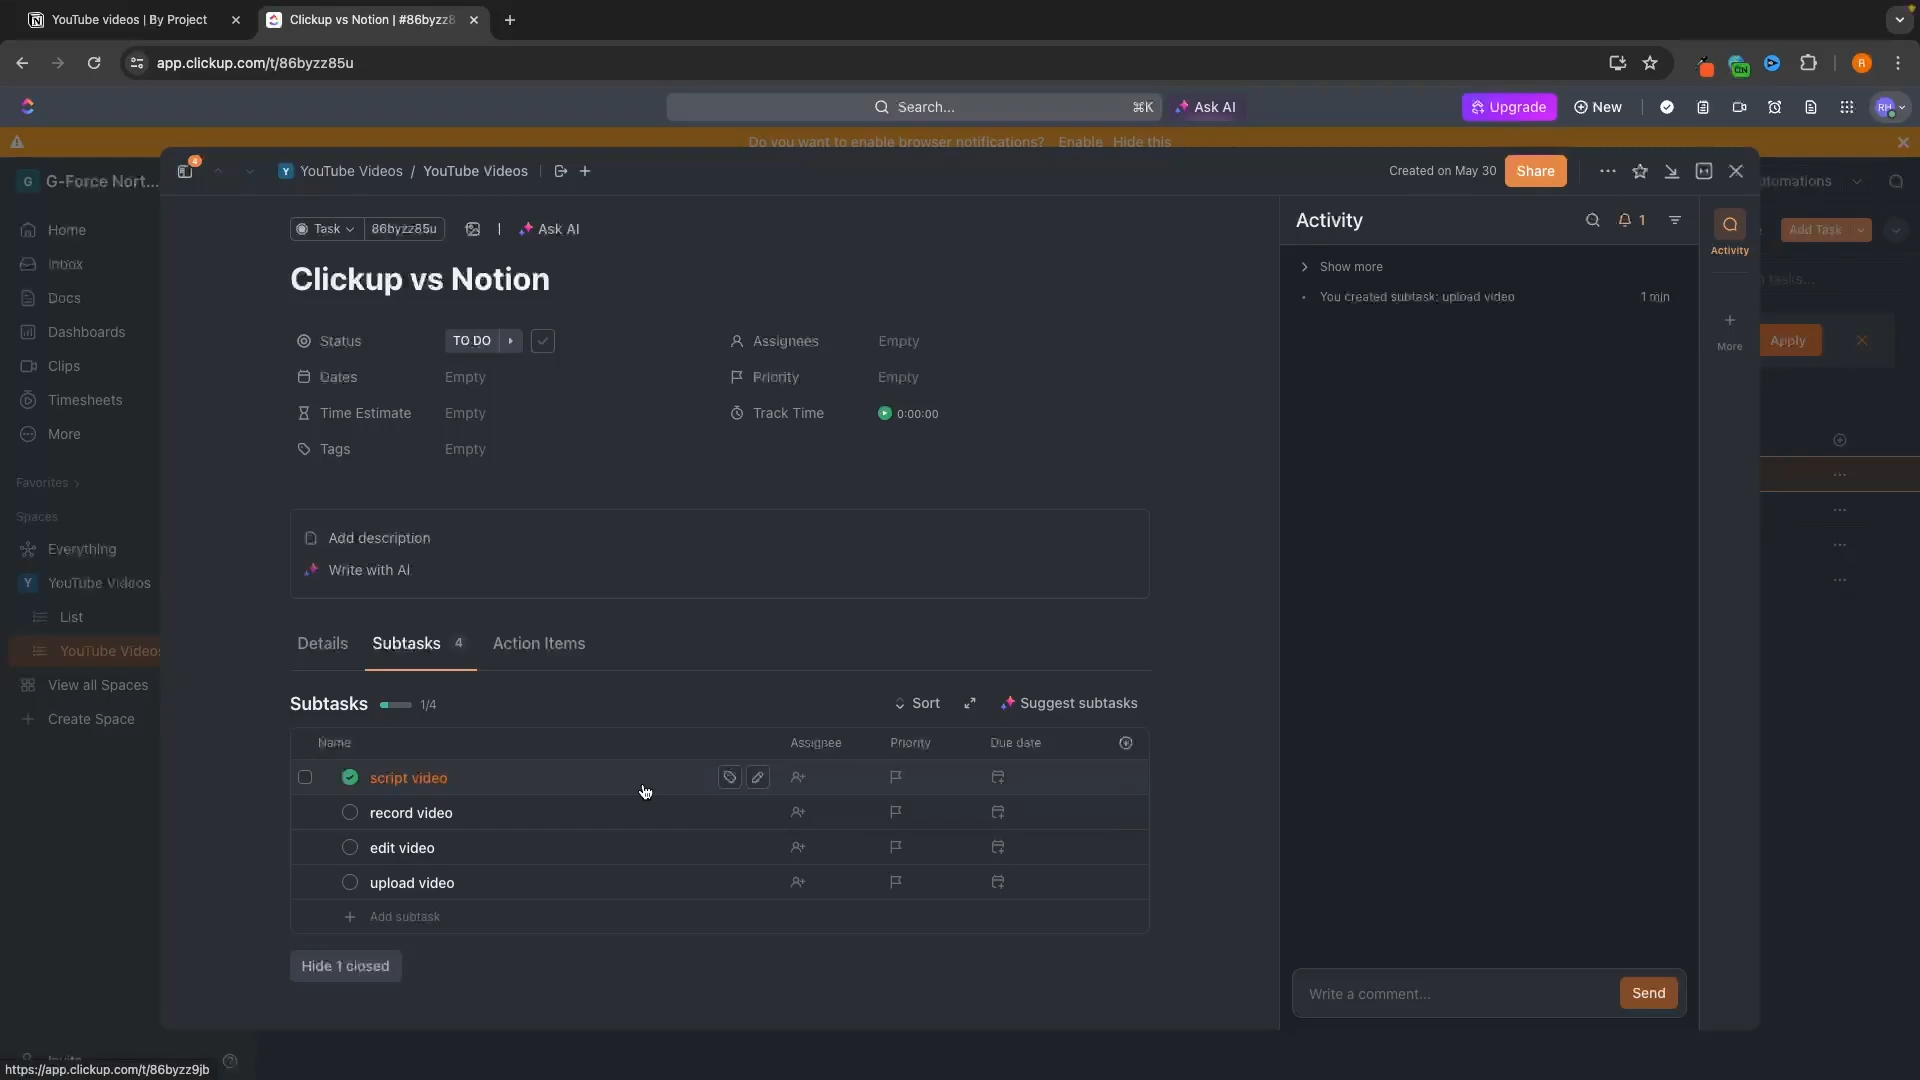 YouTube videos | By Project
Clickup vs Notion | #86byzz8
app.clickup.com/t/86byzz85u
R
Search...
⌘K
Ask AI
Upgrade
New
RH
Do you want to enable browser notifications? Enable Hide this
G
G-Force Nort...
Home
Inbox
Docs
Dashboards
Clips
Timesheets
More
Favorites
Spaces
Everything
Y
YouTube Videos
List
YouTube Videos
View all Spaces
Create Space
Invite
https://app.clickup.com/t/86byzz9jb
4
Y
YouTube Videos / YouTube Videos
Created on May 30
Share
Task
86byzz85u
Ask AI
Clickup vs Notion
Status
TO DO
Assignees
Empty
Dates
Empty
Priority
Empty
Time Estimate
Empty
Track Time
0:00:00
Tags
Empty
Add description
Write with AI
Details
Subtasks 4
Action Items
Subtasks
1/4
Sort
Suggest subtasks
Name
Assignee
Priority
Due date
script video
record video
edit video
upload video
Add subtask
Hide 1 closed
Activity
1
Show more
You created subtask: upload video
1 min
Write a comment...
Send
Activity
More
Add Task
Apply